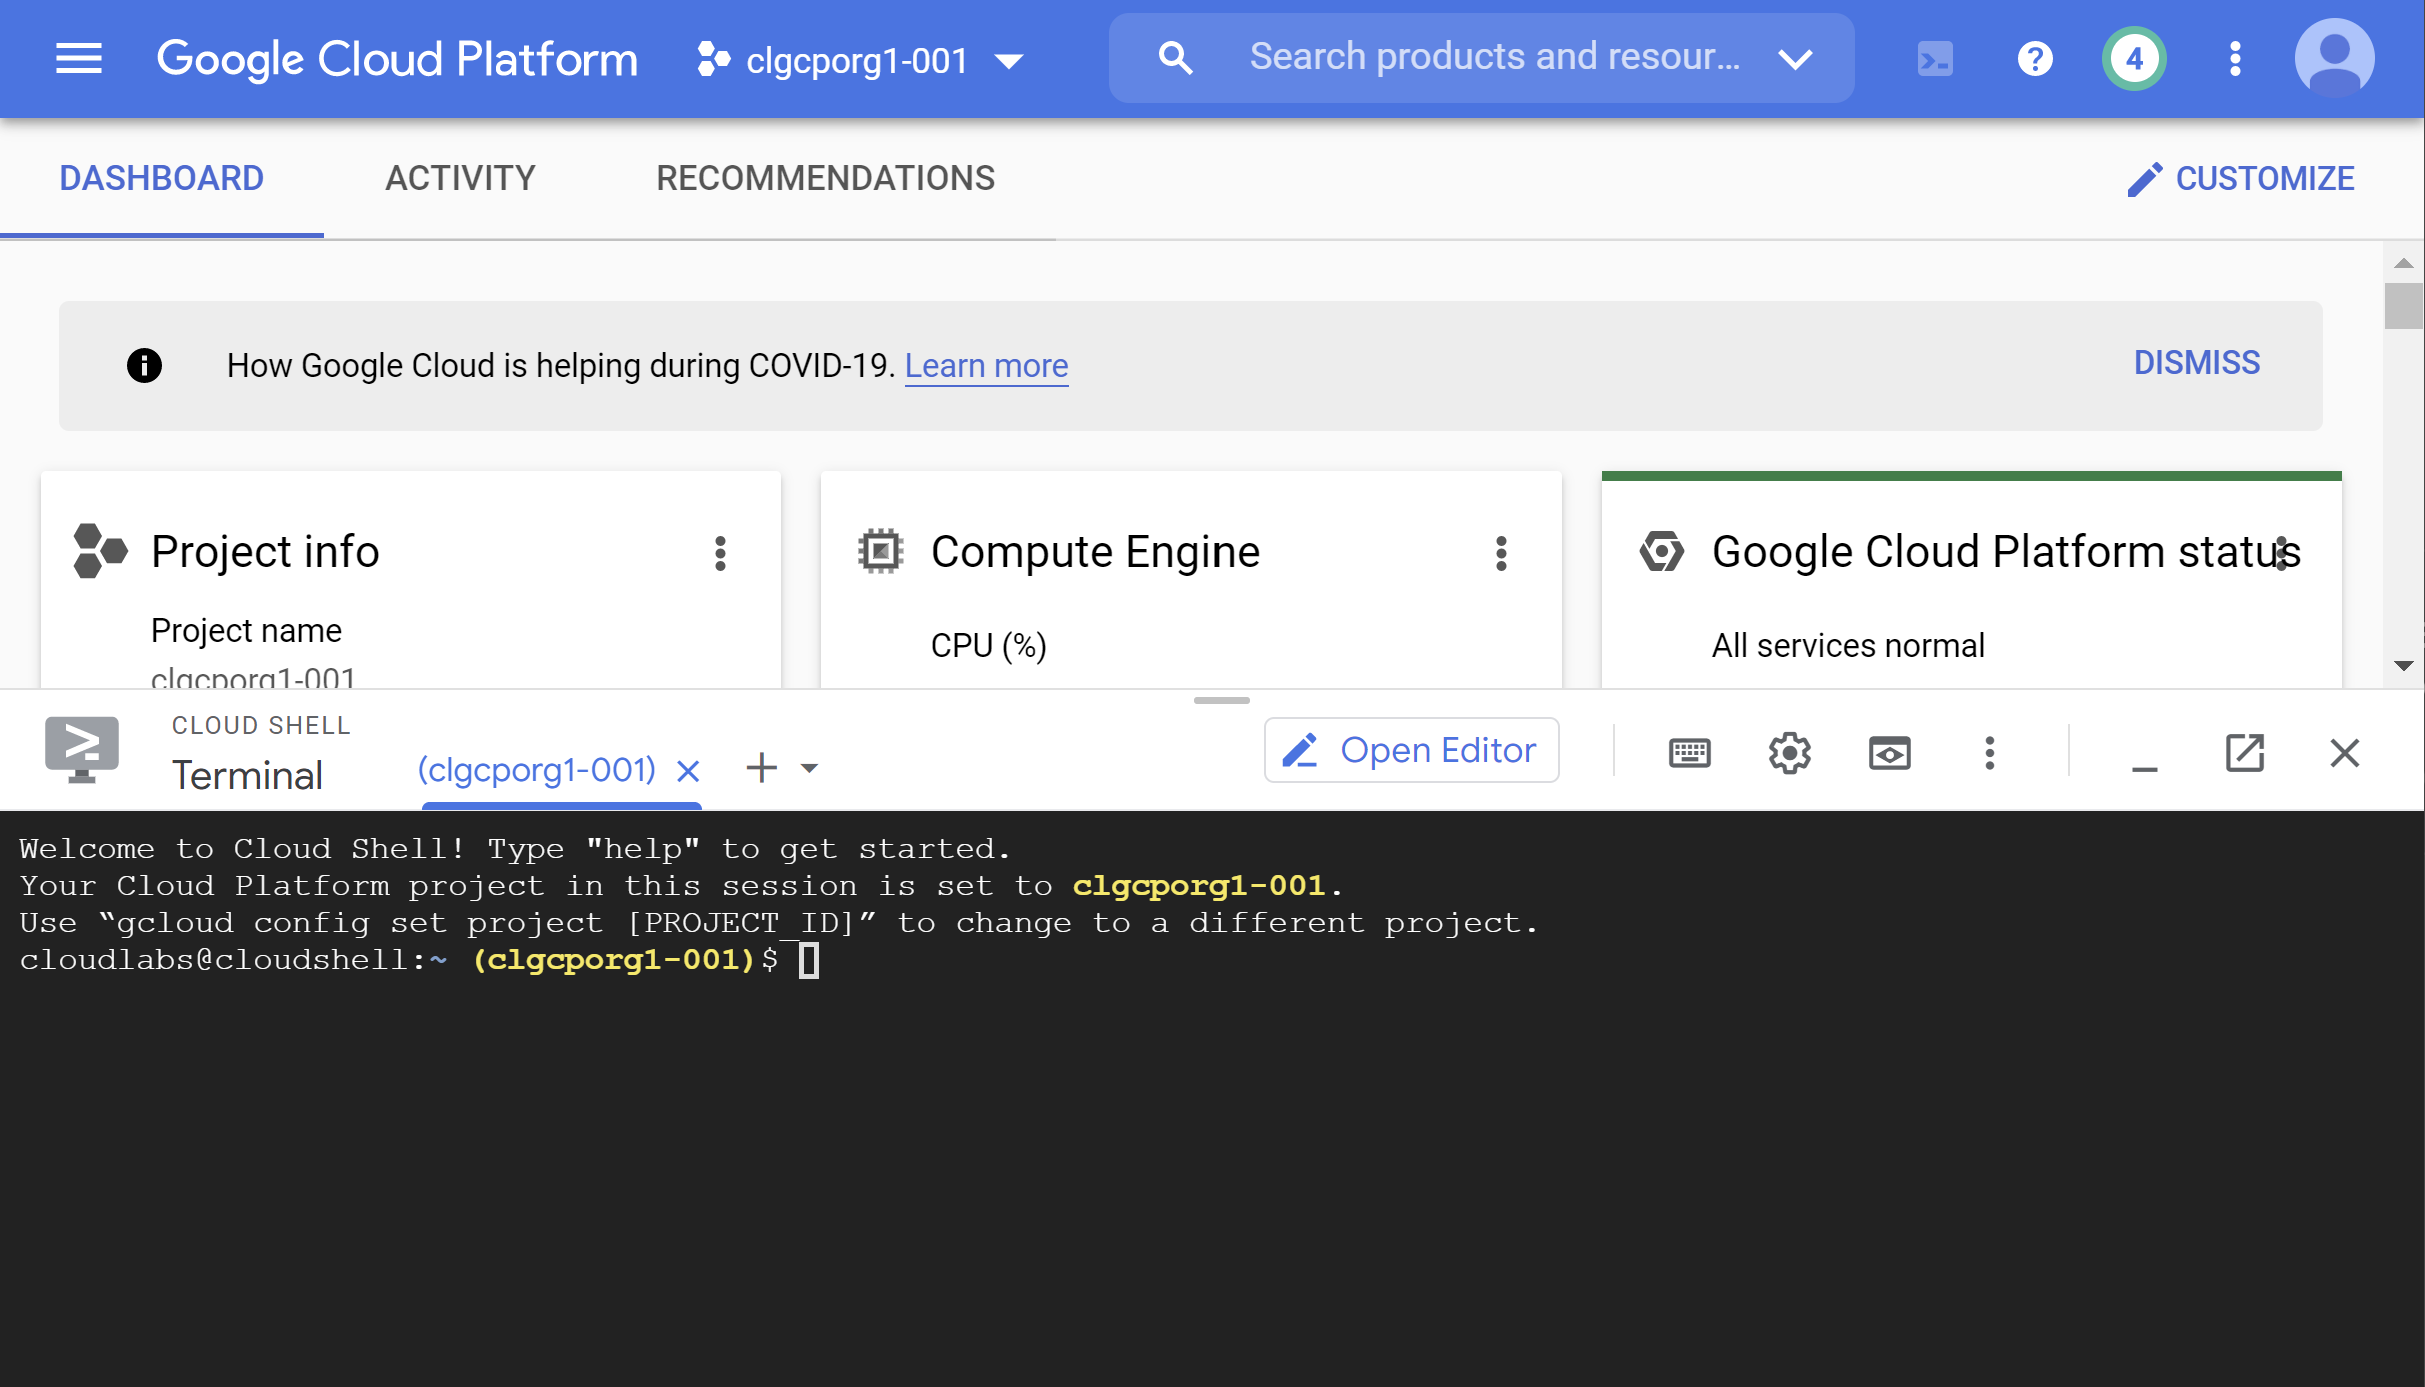 Google Cloud Platform
clgcporg1-001
Search products and resour...
4
DASHBOARD
ACTIVITY
RECOMMENDATIONS
CUSTOMIZE
How Google Cloud is helping during COVID-19. Learn more
DISMISS
Project info
Compute Engine
Google Cloud Platform status
Project name
CPU (%)
All services normal
clgcporg1-001
CLOUD SHELL
Terminal
(clgcporg1-001)
Open Editor
Welcome to Cloud Shell! Type "help" to get started.
Your Cloud Platform project in this session is set to clgcporg1-001.
Use “gcloud config set project [PROJECT_ID]” to change to a different project.
cloudlabs@cloudshell:~ (clgcporg1-001)$